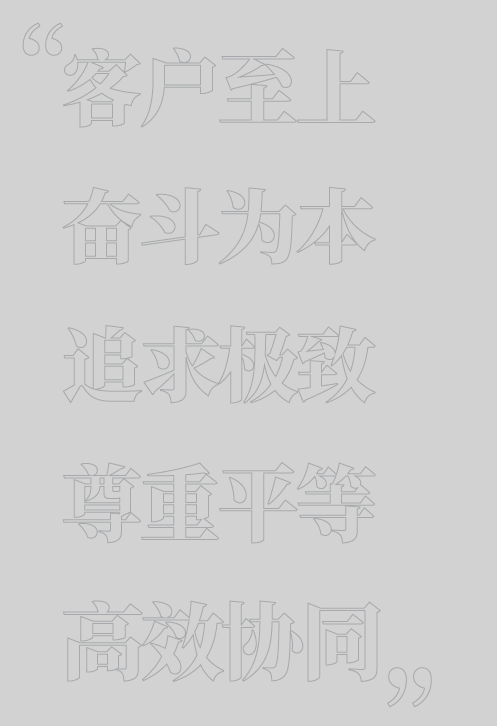 “客户至上
奋斗为本
追求极致
尊重平等
高效协同”